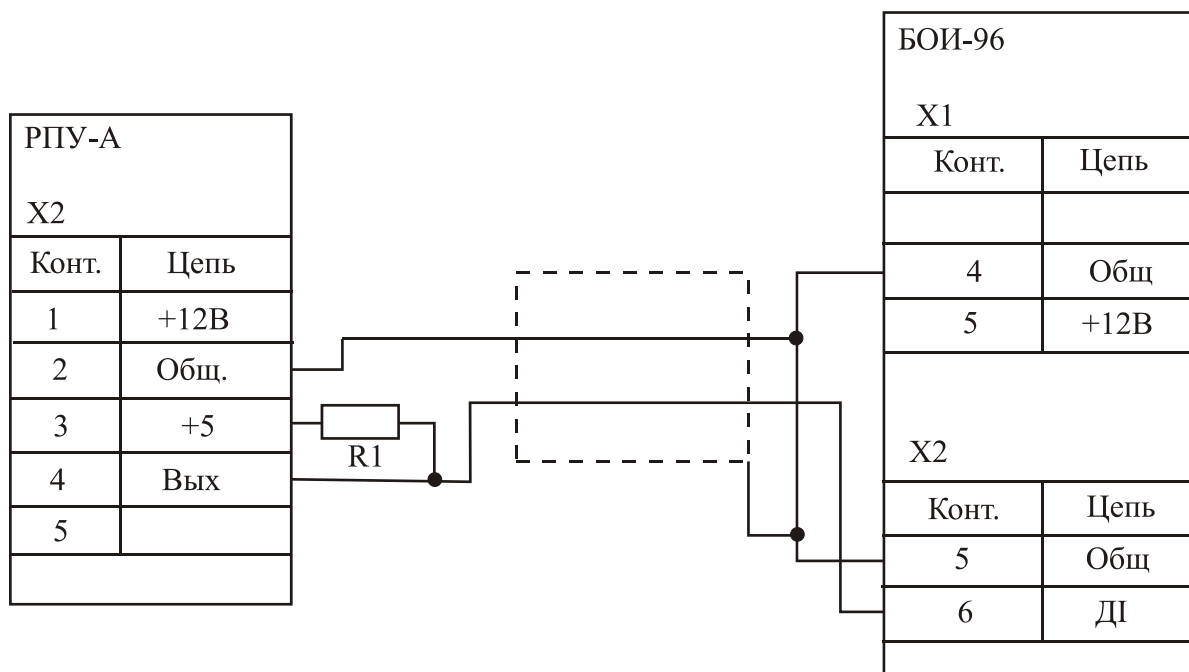 РПУ-А
X2
Конт. Цепь
1 +12В
2 Общ.
3 +5
4 Вых
5
R1
БОИ-96
X1
Конт. Цепь
4 Общ
5 +12В
X2
Конт. Цепь
5 Общ
6 ДІ